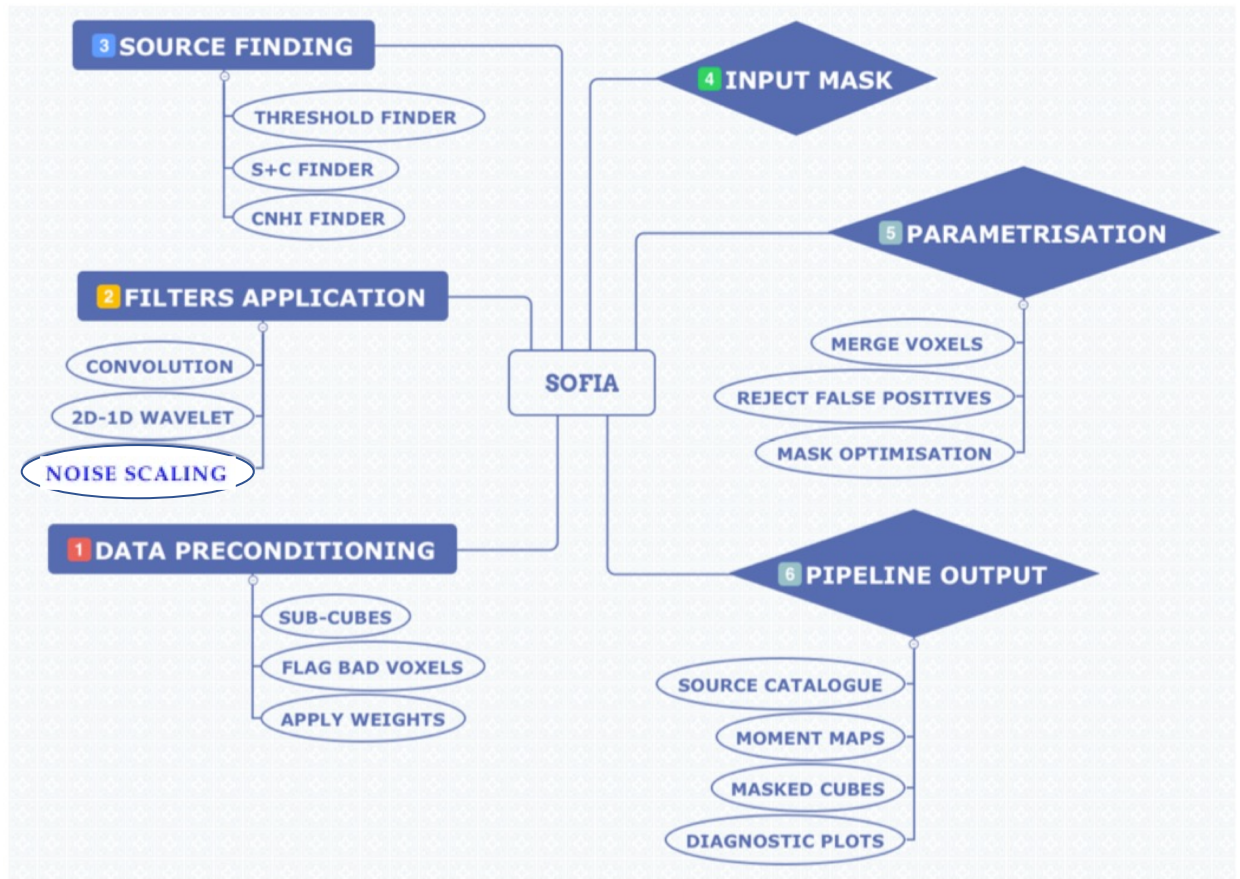 3 SOURCE FINDING
THRESHOLD FINDER
S+C FINDER
CNHI FINDER
2 FILTERS APPLICATION
CONVOLUTION
2D-1D WAVELET
NOISE SCALING
1 DATA PRECONDITIONING
SUB-CUBES
FLAG BAD VOXELS
APPLY WEIGHTS
SOFIA
4 INPUT MASK
5 PARAMETRISATION
MERGE VOXELS
REJECT FALSE POSITIVES
MASK OPTIMISATION
6 PIPELINE OUTPUT
SOURCE CATALOGUE
MOMENT MAPS
MASKED CUBES
DIAGNOSTIC PLOTS